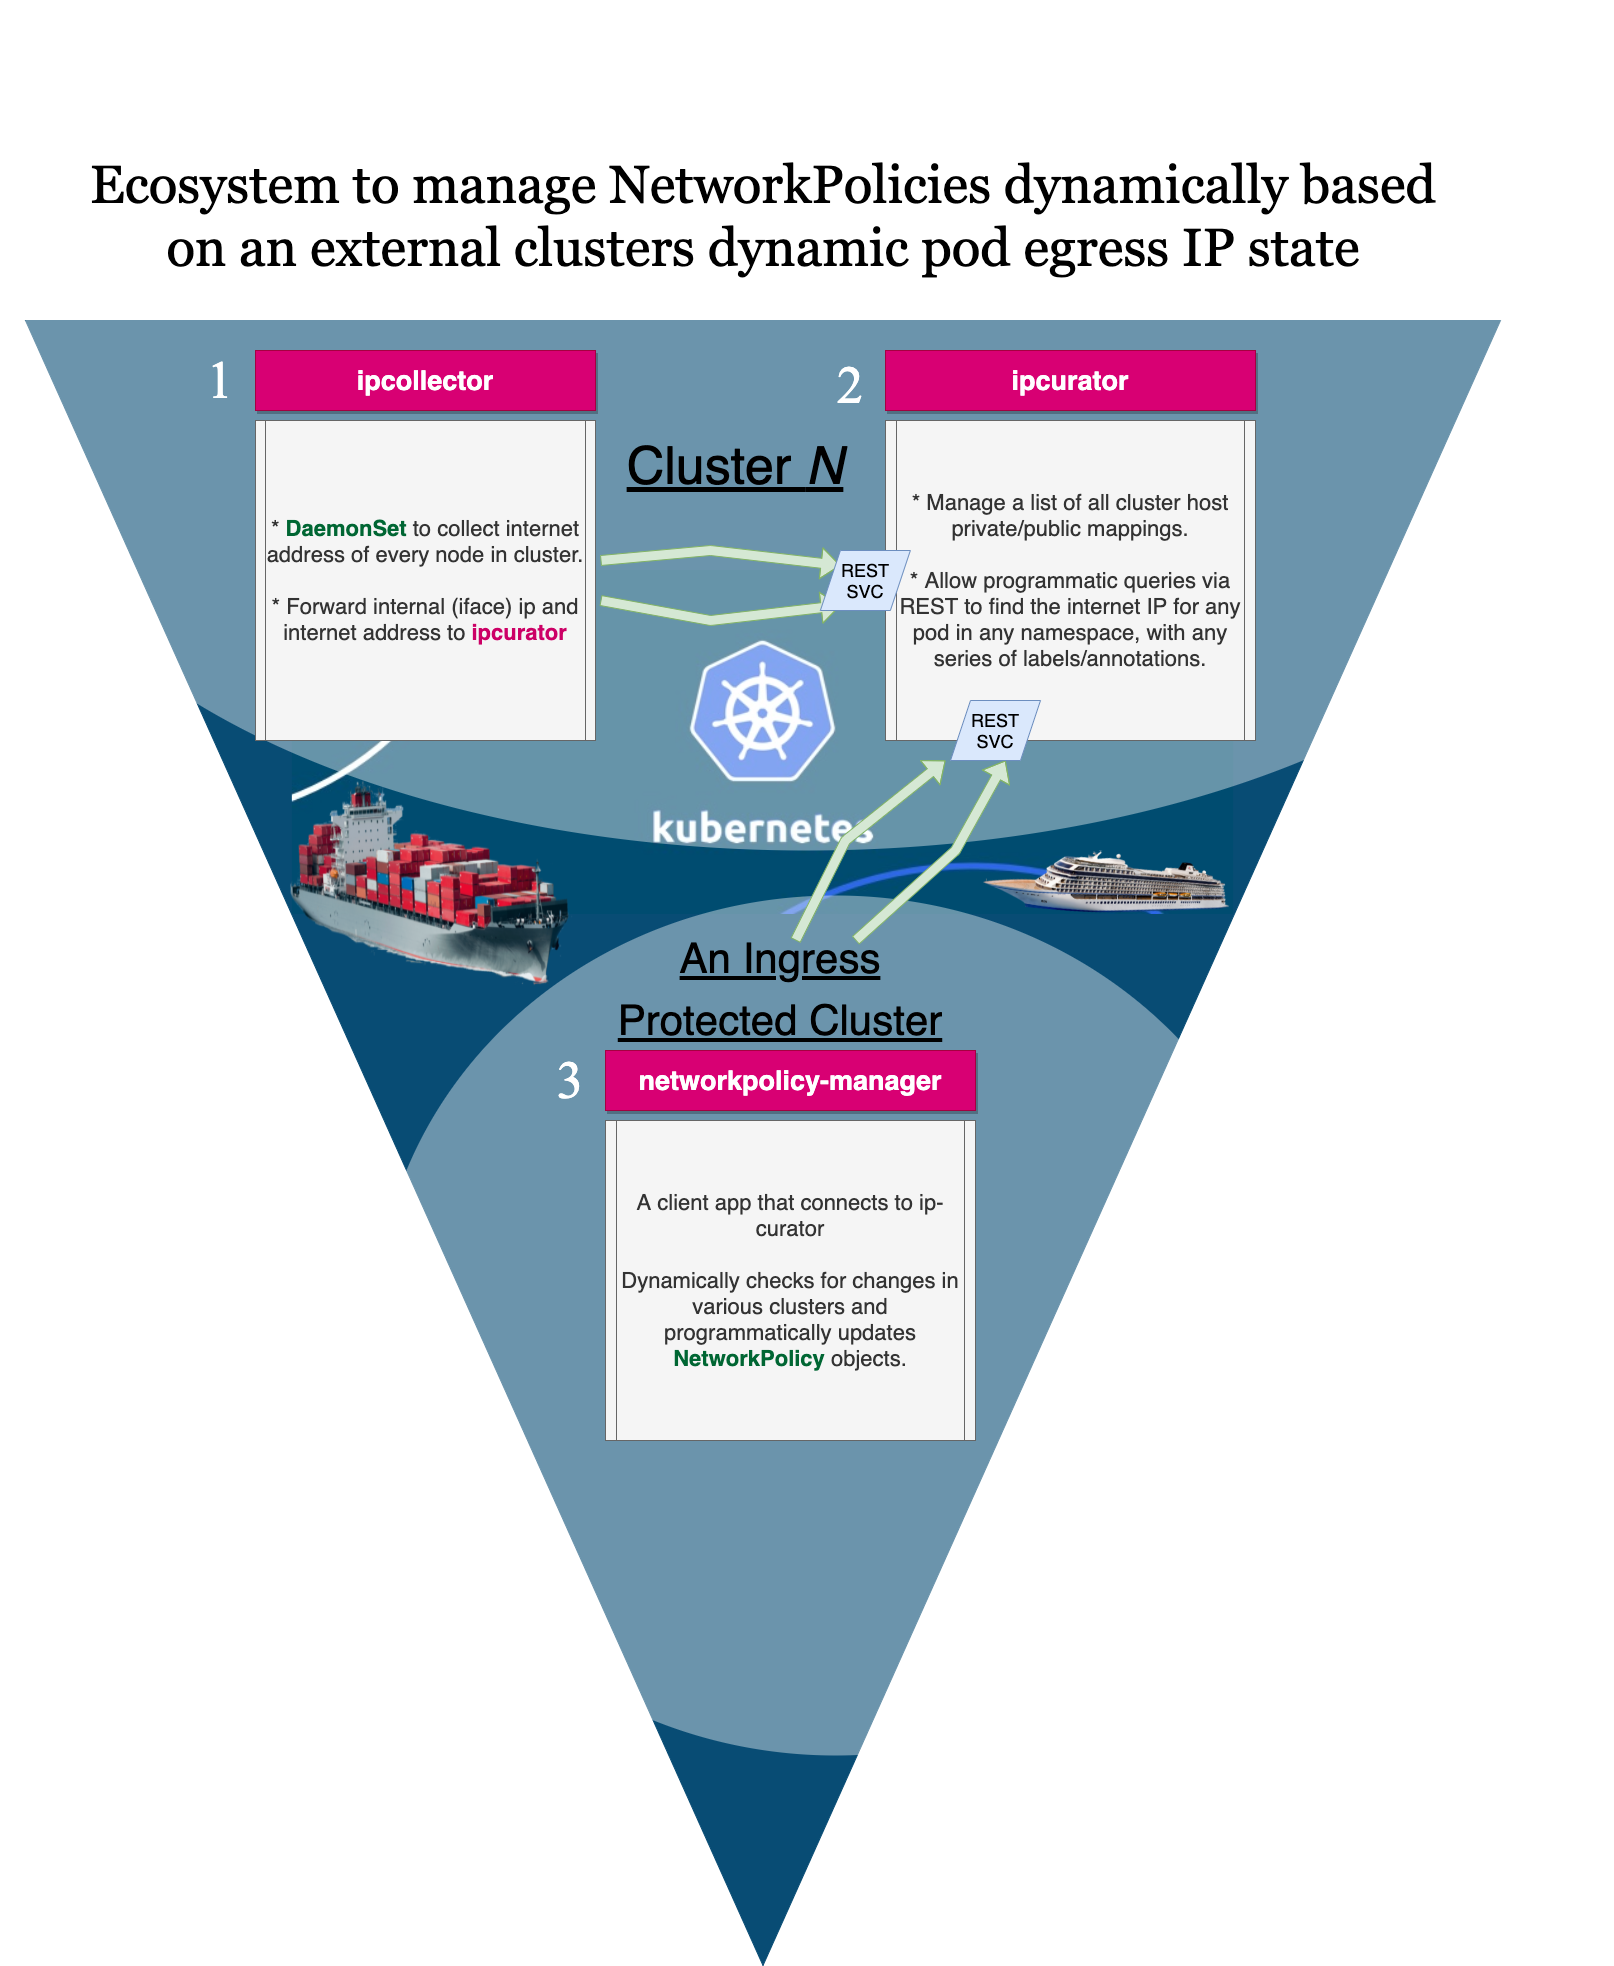 Ecosystem to manage NetworkPolicies dynamically based
on an external clusters dynamic pod egress IP state
1
ipcollector
2
ipcurator
Cluster N
* DaemonSet to collect internet
address of every node in cluster.
* Forward internal (iface) ip and
internet address to ipcurator
REST
SVC
* Manage a list of all cluster host
private/public mappings.
* Allow programmatic queries via
REST to find the internet IP for any
pod in any namespace, with any
series of labels/annotations.
REST
SVC
kubernetes
An Ingress
Protected Cluster
3
networkpolicy-manager
A client app that connects to ip-
curator
Dynamically checks for changes in
various clusters and
programmatically updates
NetworkPolicy objects.